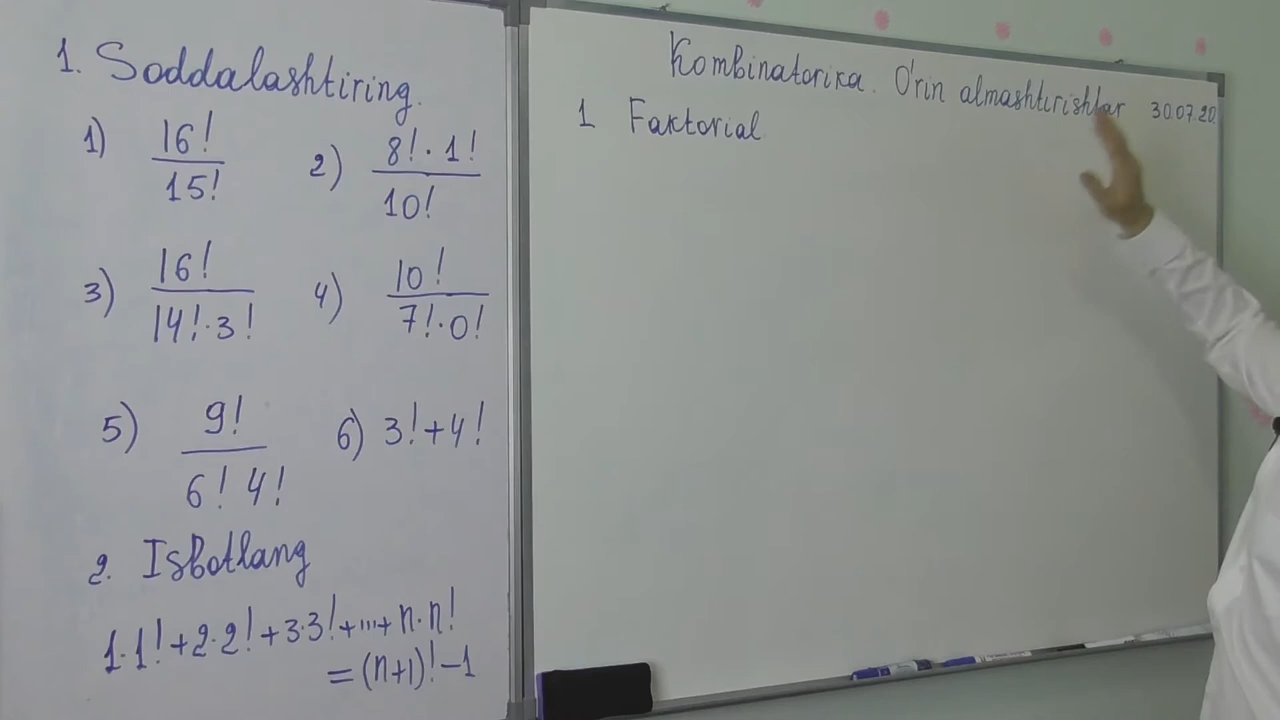 1. Soddalashtiring.
1) 16! / 15! 2) 8! · 1! / 10!
3) 16! / 14! · 3! 4) 10! / 7! · 0!
5) 9! / 6! 4! 6) 3! + 4!
2. Isbotlang
1·1! + 2·2! + 3·3! + ... + n·n!
= (n+1)! - 1
Kombinatorika. O'rin almashtirishlar 30.07.20
1 Faktorial